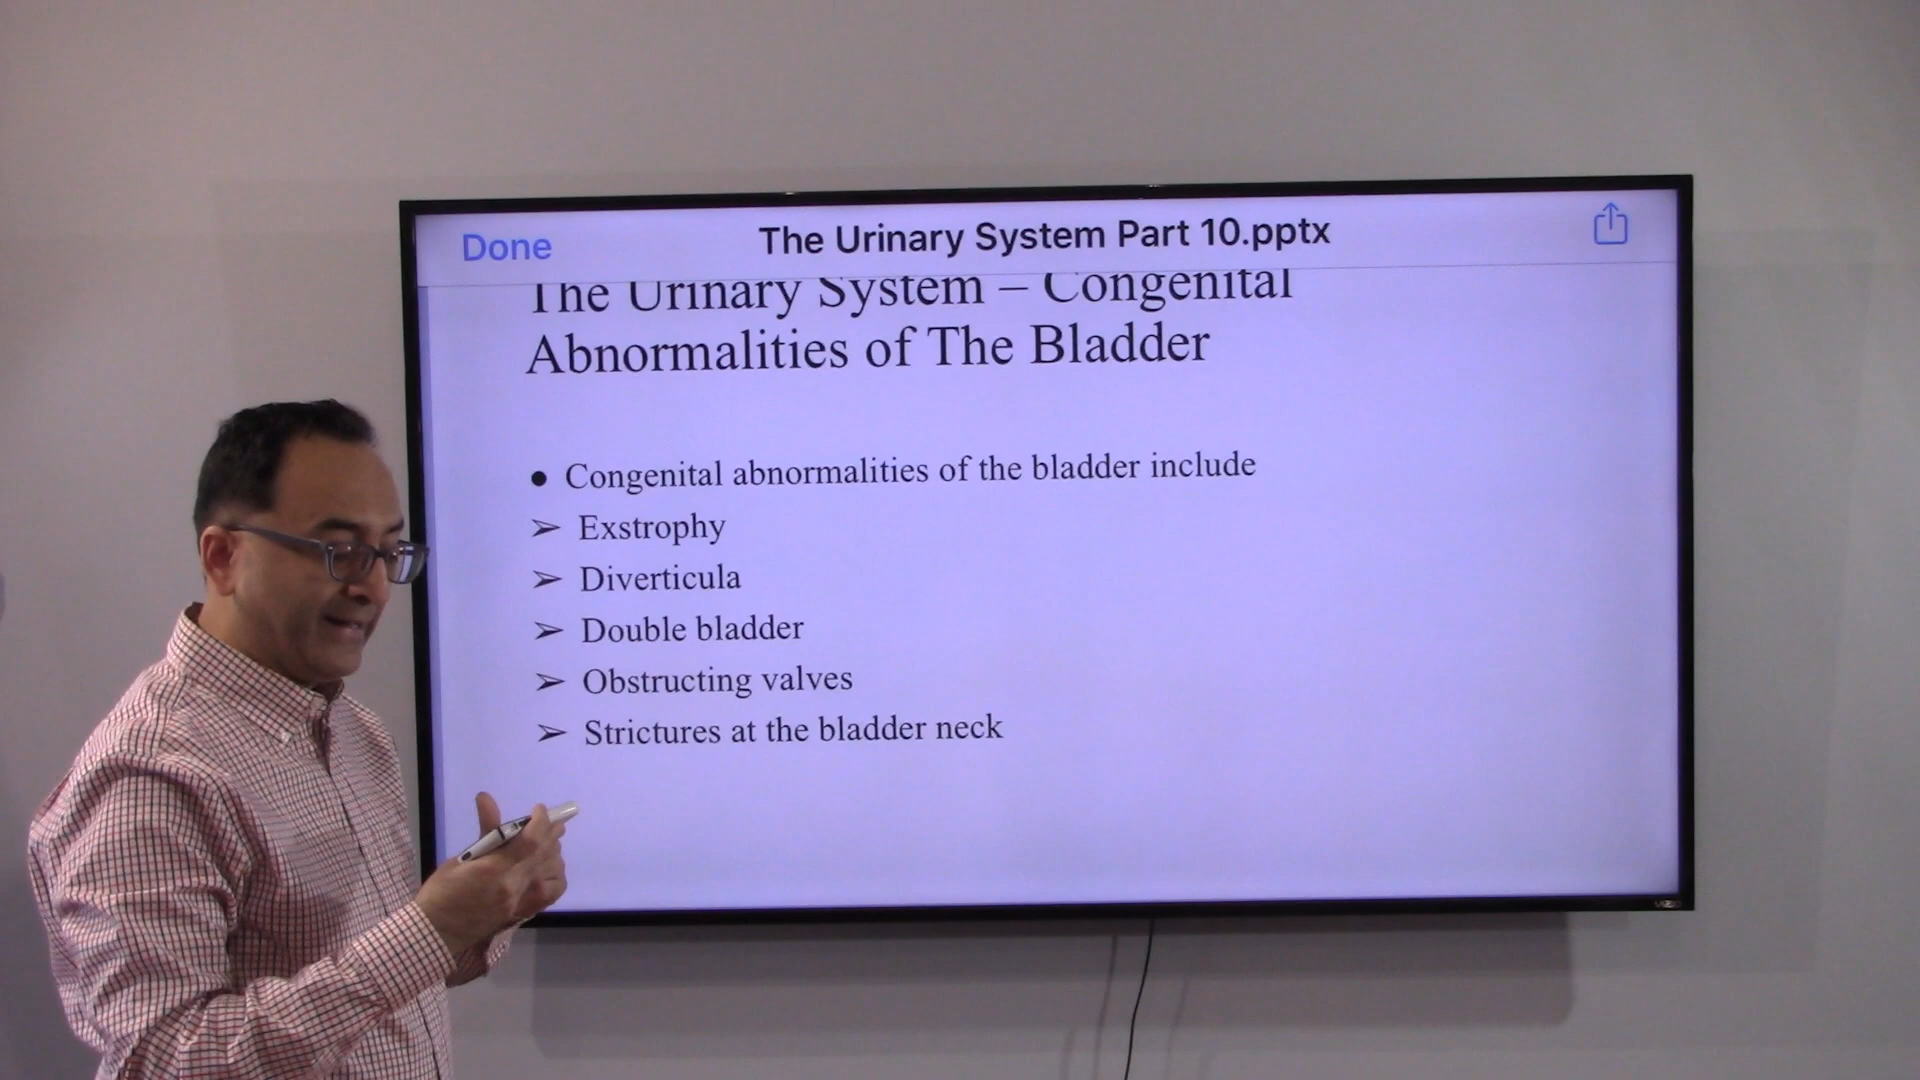 Done
The Urinary System Part 10.pptx
The Urinary System – Congenital
Abnormalities of The Bladder
● Congenital abnormalities of the bladder include
➢ Exstrophy
➢ Diverticula
➢ Double bladder
➢ Obstructing valves
➢ Strictures at the bladder neck
VIZIO